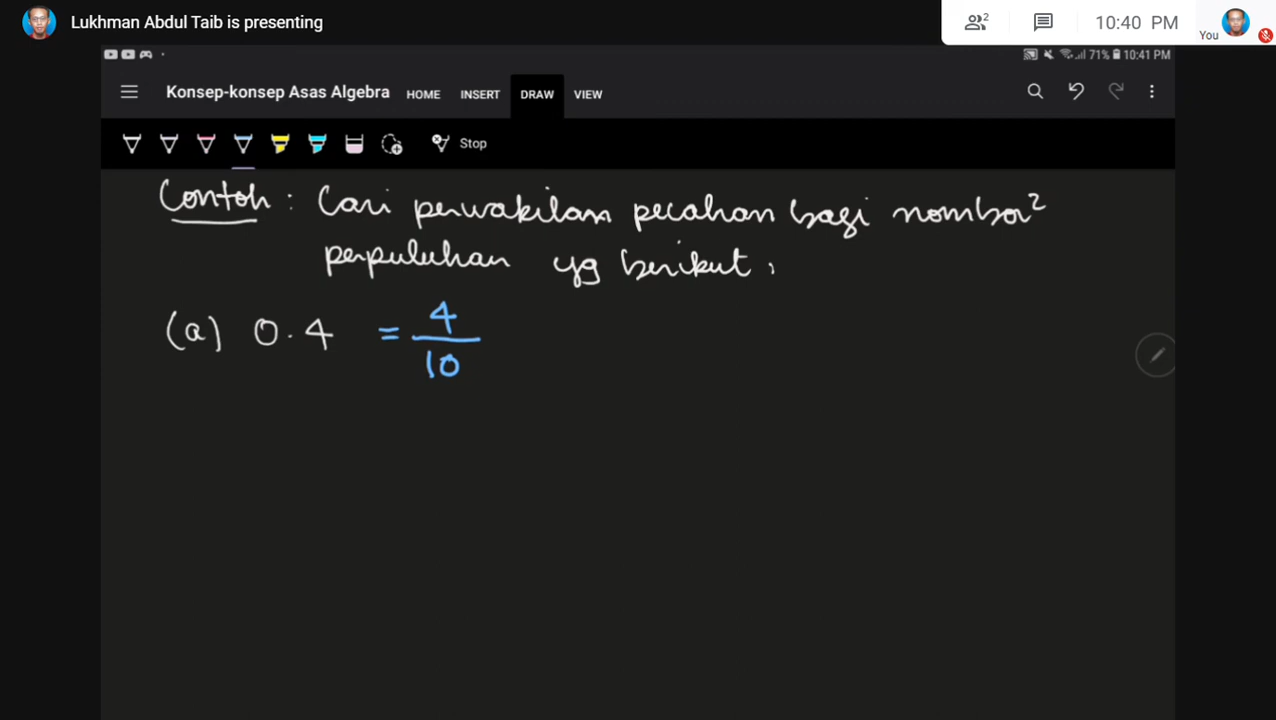 Lukhman Abdul Taib is presenting
2
10:40 PM
You
71% 10:41 PM
Konsep-konsep Asas Algebra HOME INSERT DRAW VIEW
Stop
Contoh : Cari perwakilan pecahan bagi nombor²
perpuluhan yg berikut ;
(a) 0.4 = 4/10